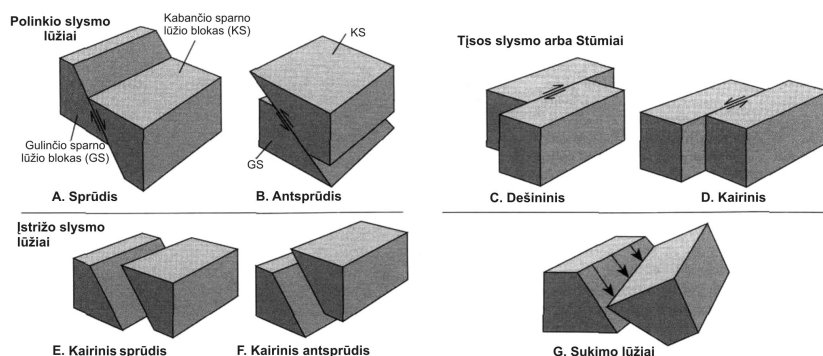 Polinkio slysmo
lūžiai
Kabančio sparno
lūžio blokas (KS)
Gulinčio sparno
lūžio blokas (GS)
A. Sprūdis
KS
GS
B. Antsprūdis
Tįsos slysmo arba Stūmiai
C. Dešininis
D. Kairinis
Įstrižo slysmo
lūžiai
E. Kairinis sprūdis
F. Kairinis antsprūdis
G. Sukimo lūžiai